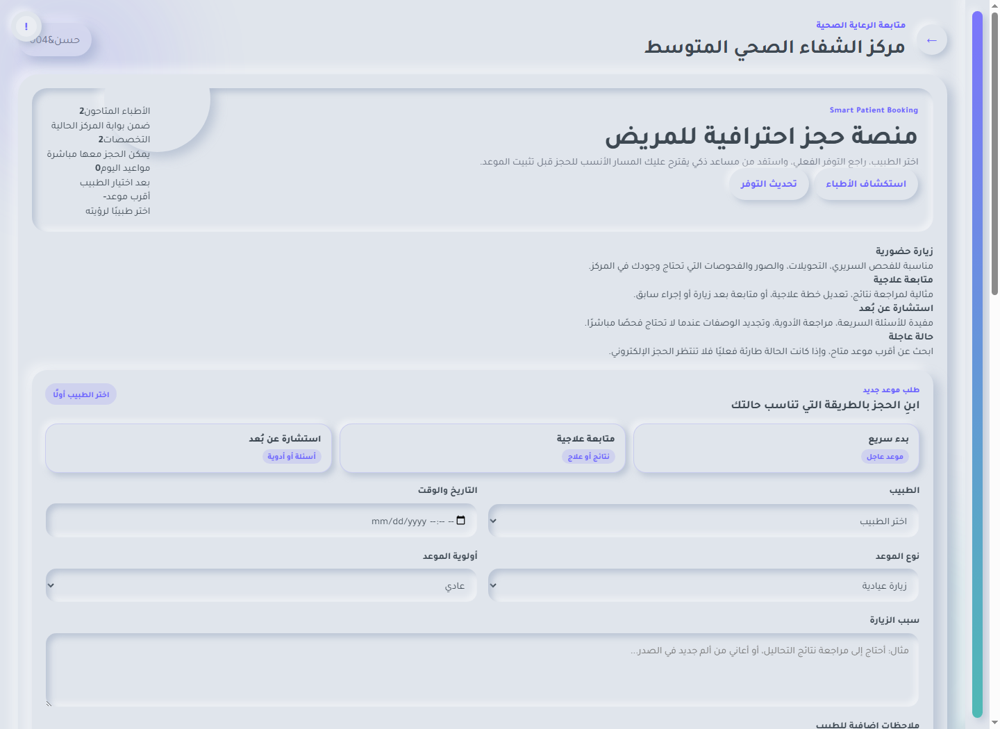 متابعة الرعاية الصحية
مركز الشفاء الصحي المتوسط
←
!
حسن&004
Smart Patient Booking
منصة حجز احترافية للمريض
اختر الطبيب، راجع التوفر الفعلي، واستفد من مساعد ذكي يقترح عليك المسار الأنسب للحجز قبل تثبيت الموعد.
استكشاف الأطباء
تحديث التوفر
الأطباء المتاحون2
ضمن بوابة المركز الحالية
التخصصات2
يمكن الحجز معها مباشرة
مواعيد اليوم0
بعد اختيار الطبيب
أقرب موعد-
اختر طبيبًا لرؤيته
زيارة حضورية
مناسبة للفحص السريري، التحويلات، والصور والفحوصات التي تحتاج وجودك في المركز.
متابعة علاجية
مثالية لمراجعة نتائج، تعديل خطة علاجية، أو متابعة بعد زيارة أو إجراء سابق.
استشارة عن بُعد
مفيدة للأسئلة السريعة، مراجعة الأدوية، وتجديد الوصفات عندما لا تحتاج فحصًا مباشرًا.
حالة عاجلة
ابحث عن أقرب موعد متاح، وإذا كانت الحالة طارئة فعليًا فلا تنتظر الحجز الإلكتروني.
طلب موعد جديد
ابنِ الحجز بالطريقة التي تناسب حالتك
اختر الطبيب أولًا
بدء سريع
موعد عاجل
متابعة علاجية
نتائج أو علاج
استشارة عن بُعد
أسئلة أو أدوية
الطبيب
اختر الطبيب
التاريخ والوقت
mm/dd/yyyy --:-- --
نوع الموعد
زيارة عيادية
أولوية الموعد
عادي
سبب الزيارة
مثال: أحتاج إلى مراجعة نتائج التحاليل، أو أعاني من ألم جديد في الصدر...
ملاحظات إضافية للطبيب